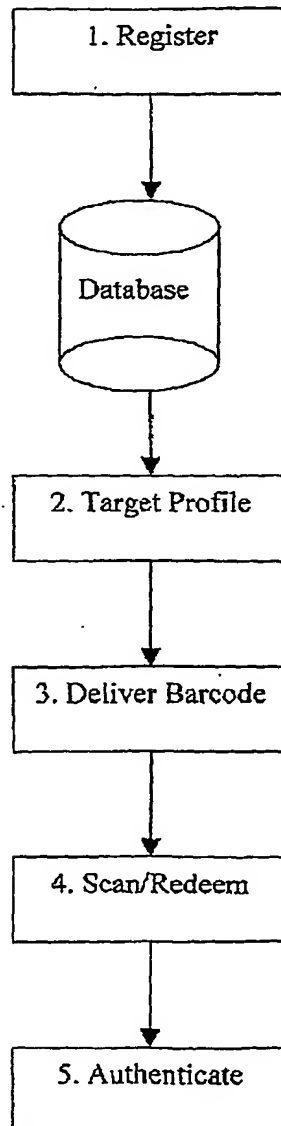 1. Register
Database
2. Target Profile
3. Deliver Barcode
4. Scan/Redeem
5. Authenticate